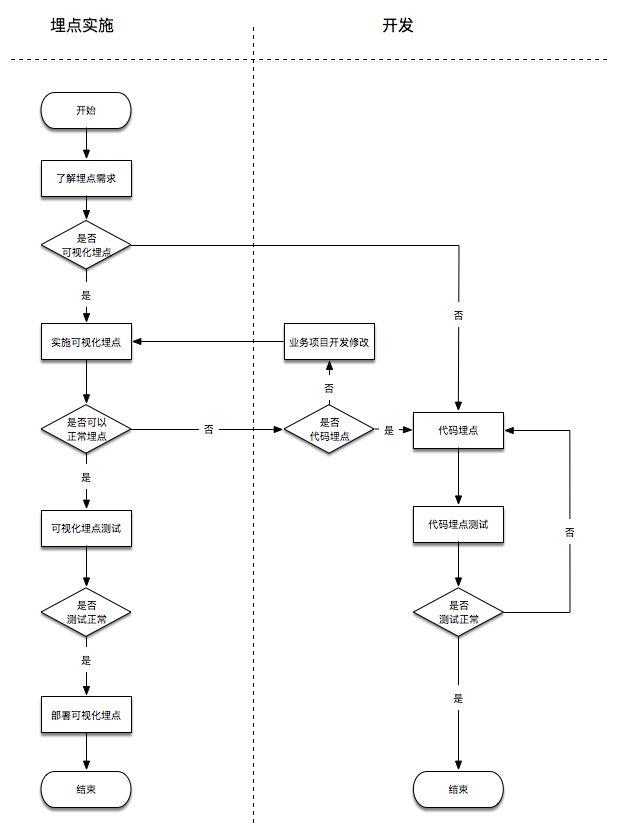 埋点实施
开发
开始
了解埋点需求
是否
可视化埋点
是
否
实施可视化埋点
业务项目开发修改
否
是否可以
正常埋点
否
是否
代码埋点
是
代码埋点
是
可视化埋点测试
代码埋点测试
否
是否
测试正常
是否
测试正常
是
是
部署可视化埋点
结束
结束